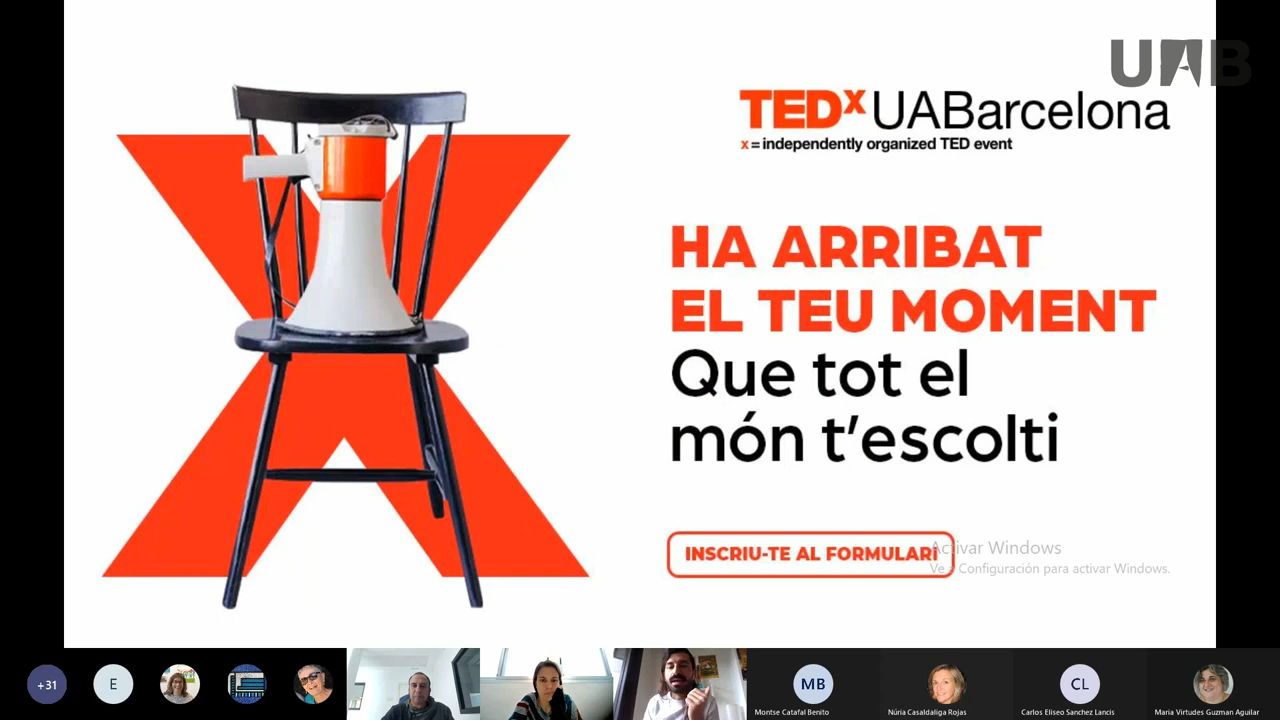 UAB
TEDxUABarcelona
x = independently organized TED event
HA ARRIBAT
EL TEU MOMENT
Que tot el
món t'escolti
INSCRIU-TE AL FORMULARI
Activar Windows
Ve a Configuración para activar Windows.
+31
E
MB
CL
Montse Catafal Benito
Núria Casaldaliga Rojas
Carlos Eliseo Sanchez Lancis
Maria Virtudes Guzman Aguilar